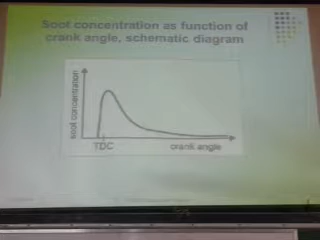 Soot concentration as function of
crank angle, schematic diagram
soot concentration
TDC
crank angle